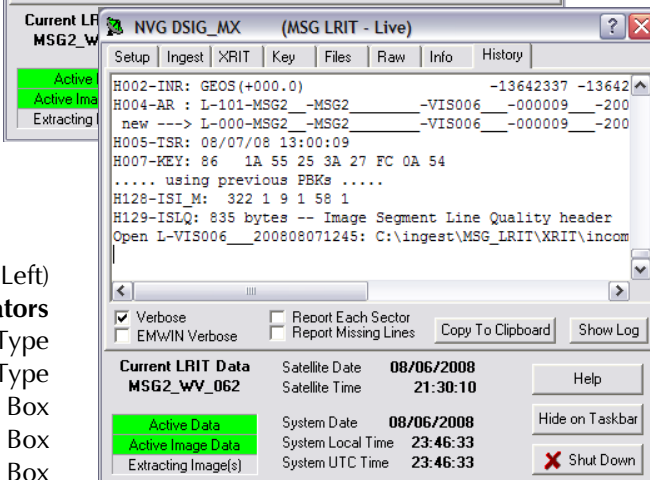 Current LR
MSG2_W
Active
Active Ima
Extracting
Left)
ators
Type
Type
Box
Box
Box
NVG DSIG_MX (MSG LRIT - Live)
Setup Ingest XRIT Key Files Raw Info History
H002-INR: GEOS(+000.0) -13642337 -13642
H004-AR : L-101-MSG2__-MSG2________-VIS006___-000009___-200
new ---> L-000-MSG2__-MSG2________-VIS006___-000009___-200
H005-TSR: 08/07/08 13:00:09
H007-KEY: 86 1A 55 25 3A 27 FC 0A 54
..... using previous PBKs .....
H128-ISI_M: 322 1 9 1 58 1
H129-ISLQ: 835 bytes -- Image Segment Line Quality header
Open L-VIS006___200808071245: C:\ingest\MSG_LRIT\XRIT\incom
Verbose Report Each Sector
EMWIN Verbose Report Missing Lines Copy To Clipboard Show Log
Current LRIT Data Satellite Date 08/06/2008
MSG2_WV_062 Satellite Time 21:30:10 Help
Active Data System Date 08/06/2008 Hide on Taskbar
Active Image Data System Local Time 23:46:33
Extracting Image(s) System UTC Time 23:46:33 Shut Down